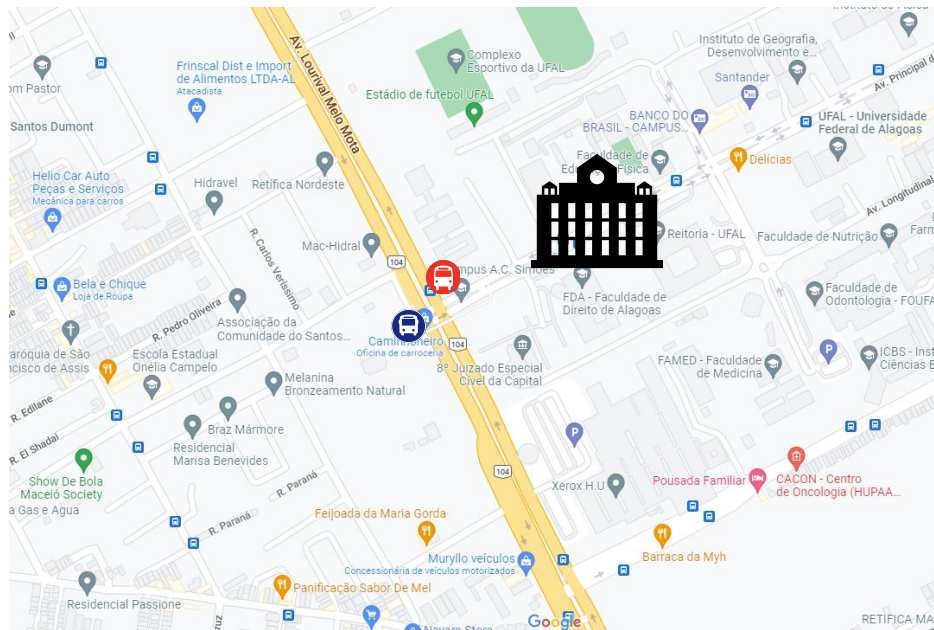 Complexo
Esportivo da UFAL
Instituto de Geografia,
Desenvolvimento e...
Frinscal Dist e Import
de Alimentos LTDA-AL
Atacadista
Av. Lourival Melo Mota
Estádio de futebol UFAL
Santander
Av. Principal d
om Pastor
Santos Dumont
BANCO DO
BRASIL - CAMPUS...
UFAL - Universidade
Federal de Alagoas
Delícias
Helio Car Auto
Peças e Serviços
Mecânica para carros
Hidravel
Retífica Nordeste
Faculdade de
Física
Av. Longitudinal
Mac-Hidral
R. Carlos Veríssimo
104
Reitoria - UFAL
Faculdade de Nutrição
Farm
Bela e Chique
Loja de Roupa
R. Pedro Oliveira
Associação da
Comunidade do Santos...
mpus A.C. Simões
FDA - Faculdade de
Direito de Alagoas
Faculdade de
Odontologia - FOUFA
Oficina de carroceria
104
8º Juizado Especial
Cível da Capital
FAMED - Faculdade
de Medicina
P
ICBS - Inst
Ciências B
aróquia de São
ncisco de Assis
Escola Estadual
Onélia Campelo
Melanina
Bronzeamento Natural
R. Edilane
R. El Shadai
Braz Mármore
Residencial
Marisa Benevides
P
104
Show De Bola
Maceió Society
a Gas e Agua
R. Paraná
R. Paraná
Xerox H.U
Pousada Familiar
CACON - Centro
de Oncologia (HUPAA...
Feijoada da Maria Gorda
Barraca da Myh
Muryllo veículos
Concessionária de veículos motorizados
Residencial Passione
Panificação Sabor De Mel
Google
RETIFICA MA